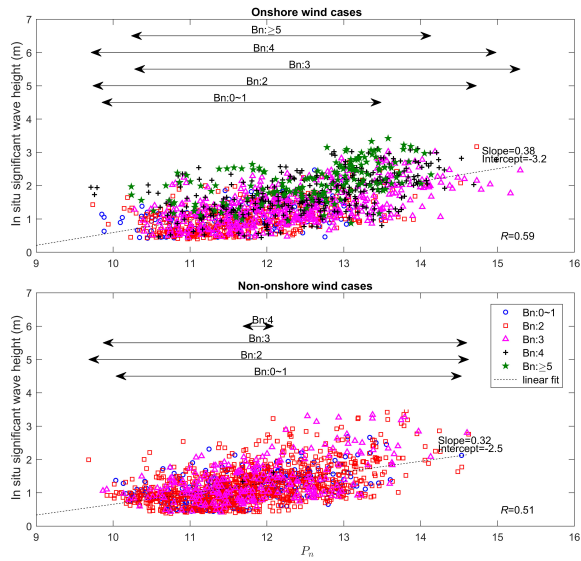 Onshore wind cases
In situ significant wave height (m)
7
6
5
4
3
2
1
0
Bn:≥5
Bn:4
Bn:3
Bn:2
Bn:0~1
Slope=0.38
Intercept=-3.2
R=0.59
9 10 11 12 13 14 15 16
Non-onshore wind cases
In situ significant wave height (m)
7
6
5
4
3
2
1
0
Bn:4
Bn:3
Bn:2
Bn:0~1
Bn:0~1
Bn:2
Bn:3
Bn:4
Bn:≥5
linear fit
Slope=0.32
Intercept=-2.5
R=0.51
9 10 11 12 13 14 15 16
Pn